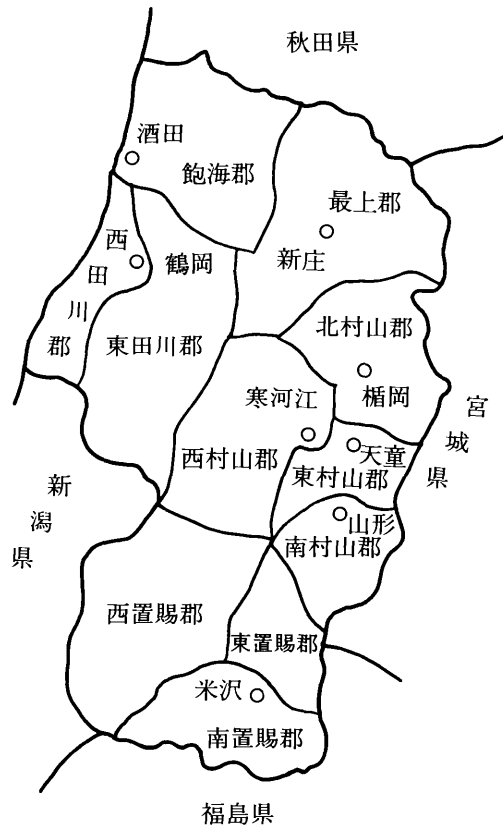 秋田県
酒田
飽海郡
最上郡
新庄
西田川郡
鶴岡
東田川郡
北村山郡
楯岡
寒河江
西村山郡
天童
東村山郡
山形
南村山郡
宮城県
新潟県
西置賜郡
東置賜郡
米沢
南置賜郡
福島県